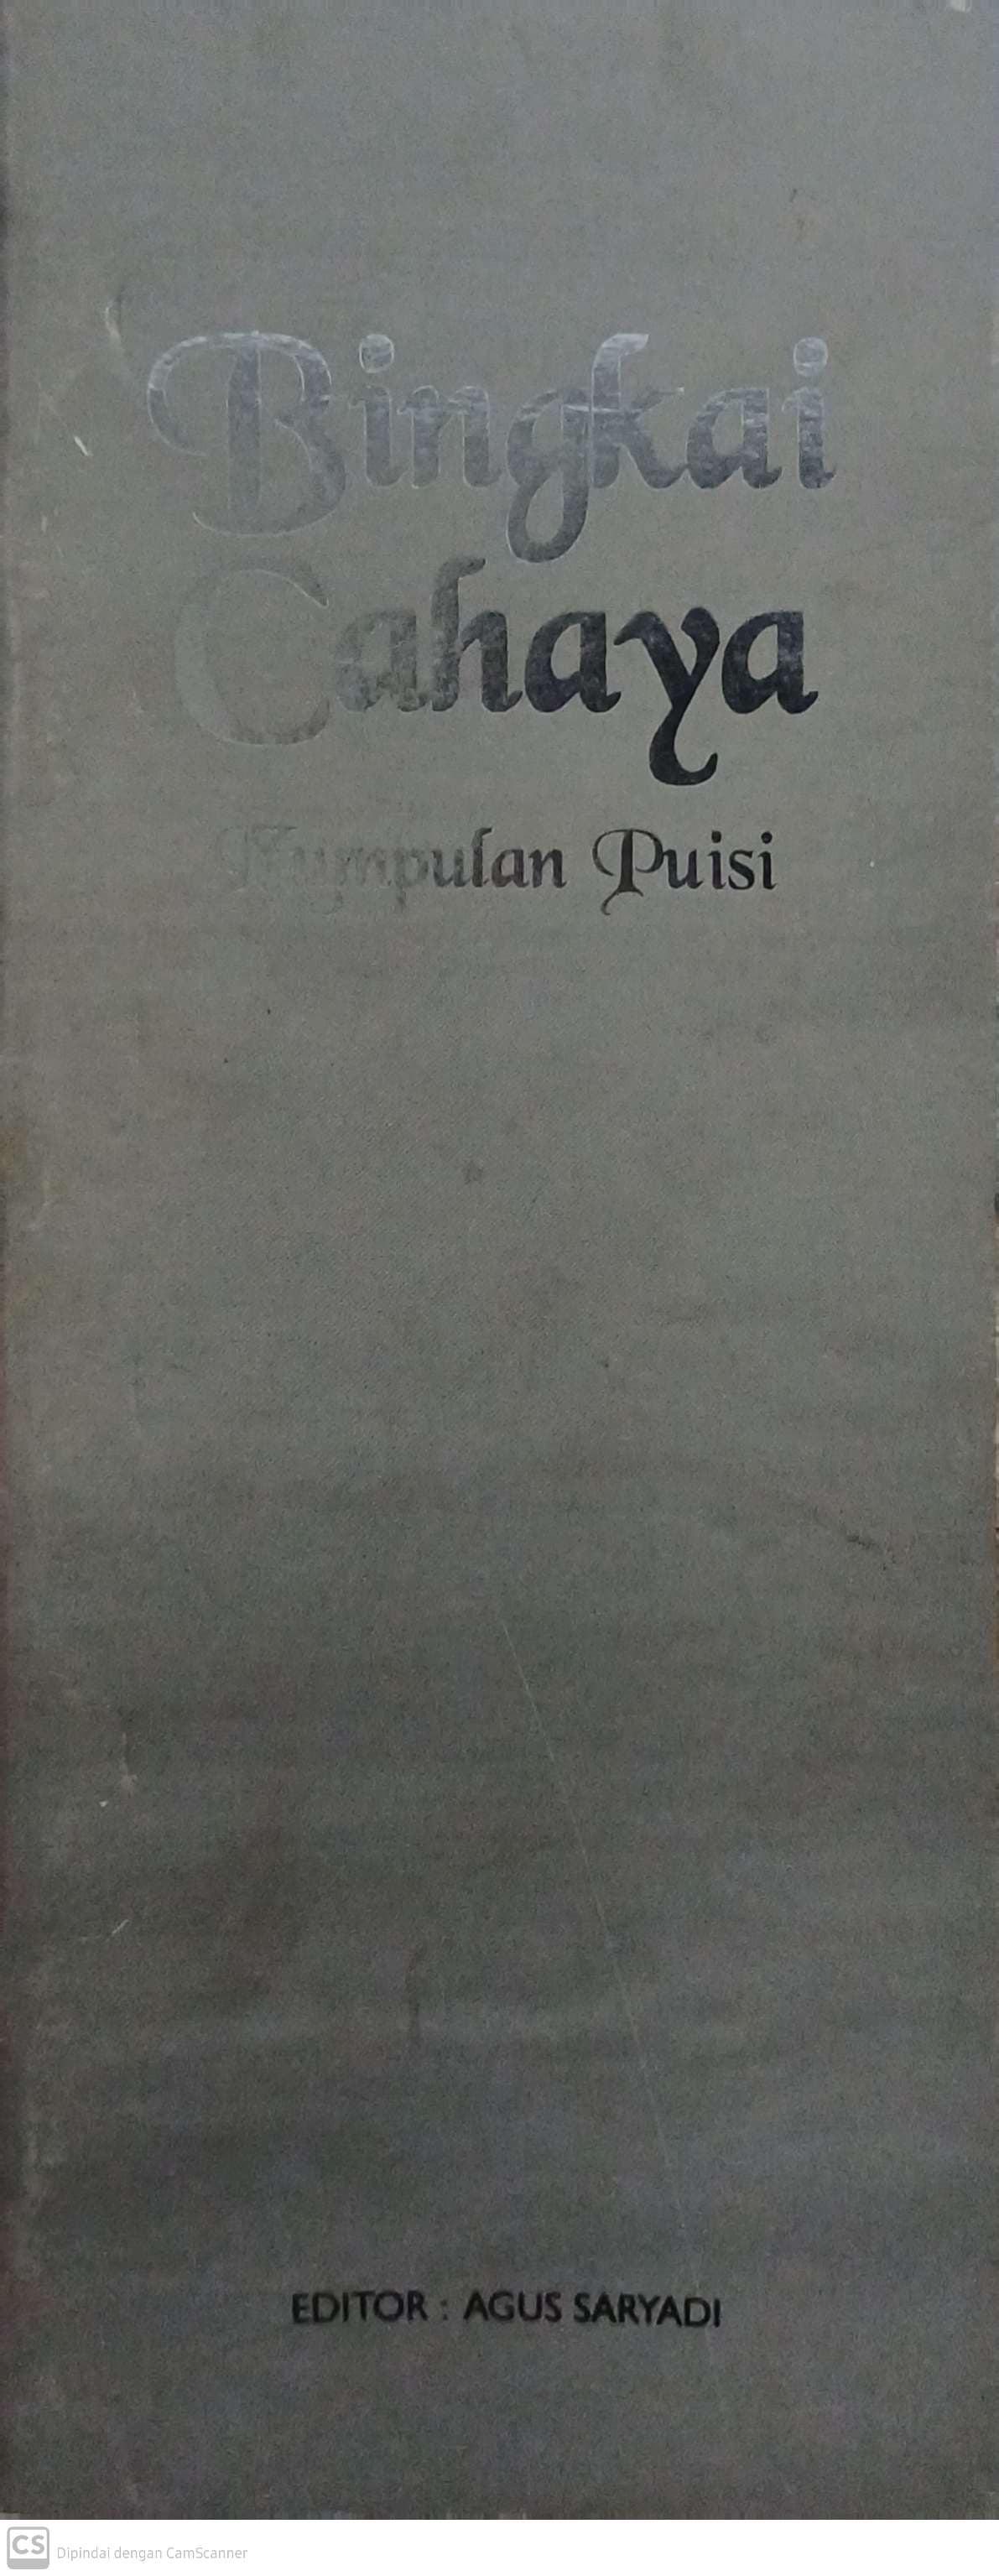 Bingkai
Cahaya
Kumpulan Puisi
EDITOR : AGUS SARYADI
CS Dipindai dengan CamScanner